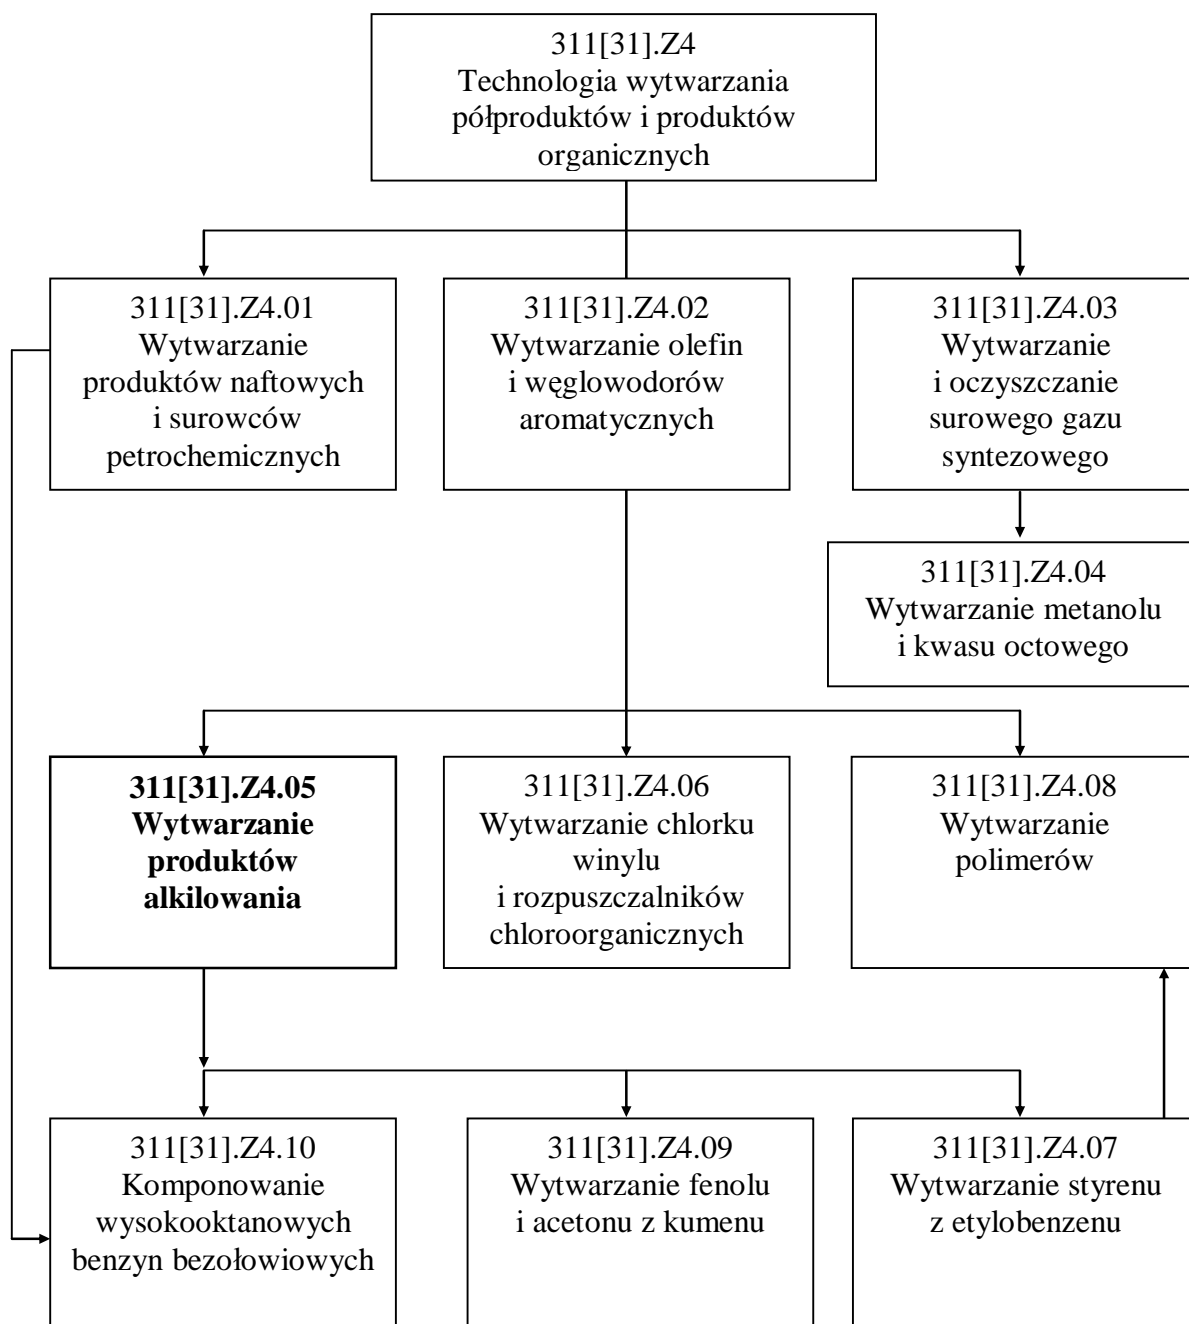 311[31].Z4
Technologia wytwarzania
półproduktów i produktów
organicznych
311[31].Z4.01
Wytwarzanie
produktów naftowych
i surowców
petrochemicznych
311[31].Z4.02
Wytwarzanie olefin
i węglowodorów
aromatycznych
311[31].Z4.03
Wytwarzanie
i oczyszczanie
surowego gazu
syntezowego
311[31].Z4.04
Wytwarzanie metanolu
i kwasu octowego
311[31].Z4.05
Wytwarzanie
produktów
alkilowania
311[31].Z4.06
Wytwarzanie chlorku
winylu
i rozpuszczalników
chloroorganicznych
311[31].Z4.08
Wytwarzanie
polimerów
311[31].Z4.10
Komponowanie
wysokooktanowych
benzyn bezołowiowych
311[31].Z4.09
Wytwarzanie fenolu
i acetonu z kumenu
311[31].Z4.07
Wytwarzanie styrenu
z etylobenzenu